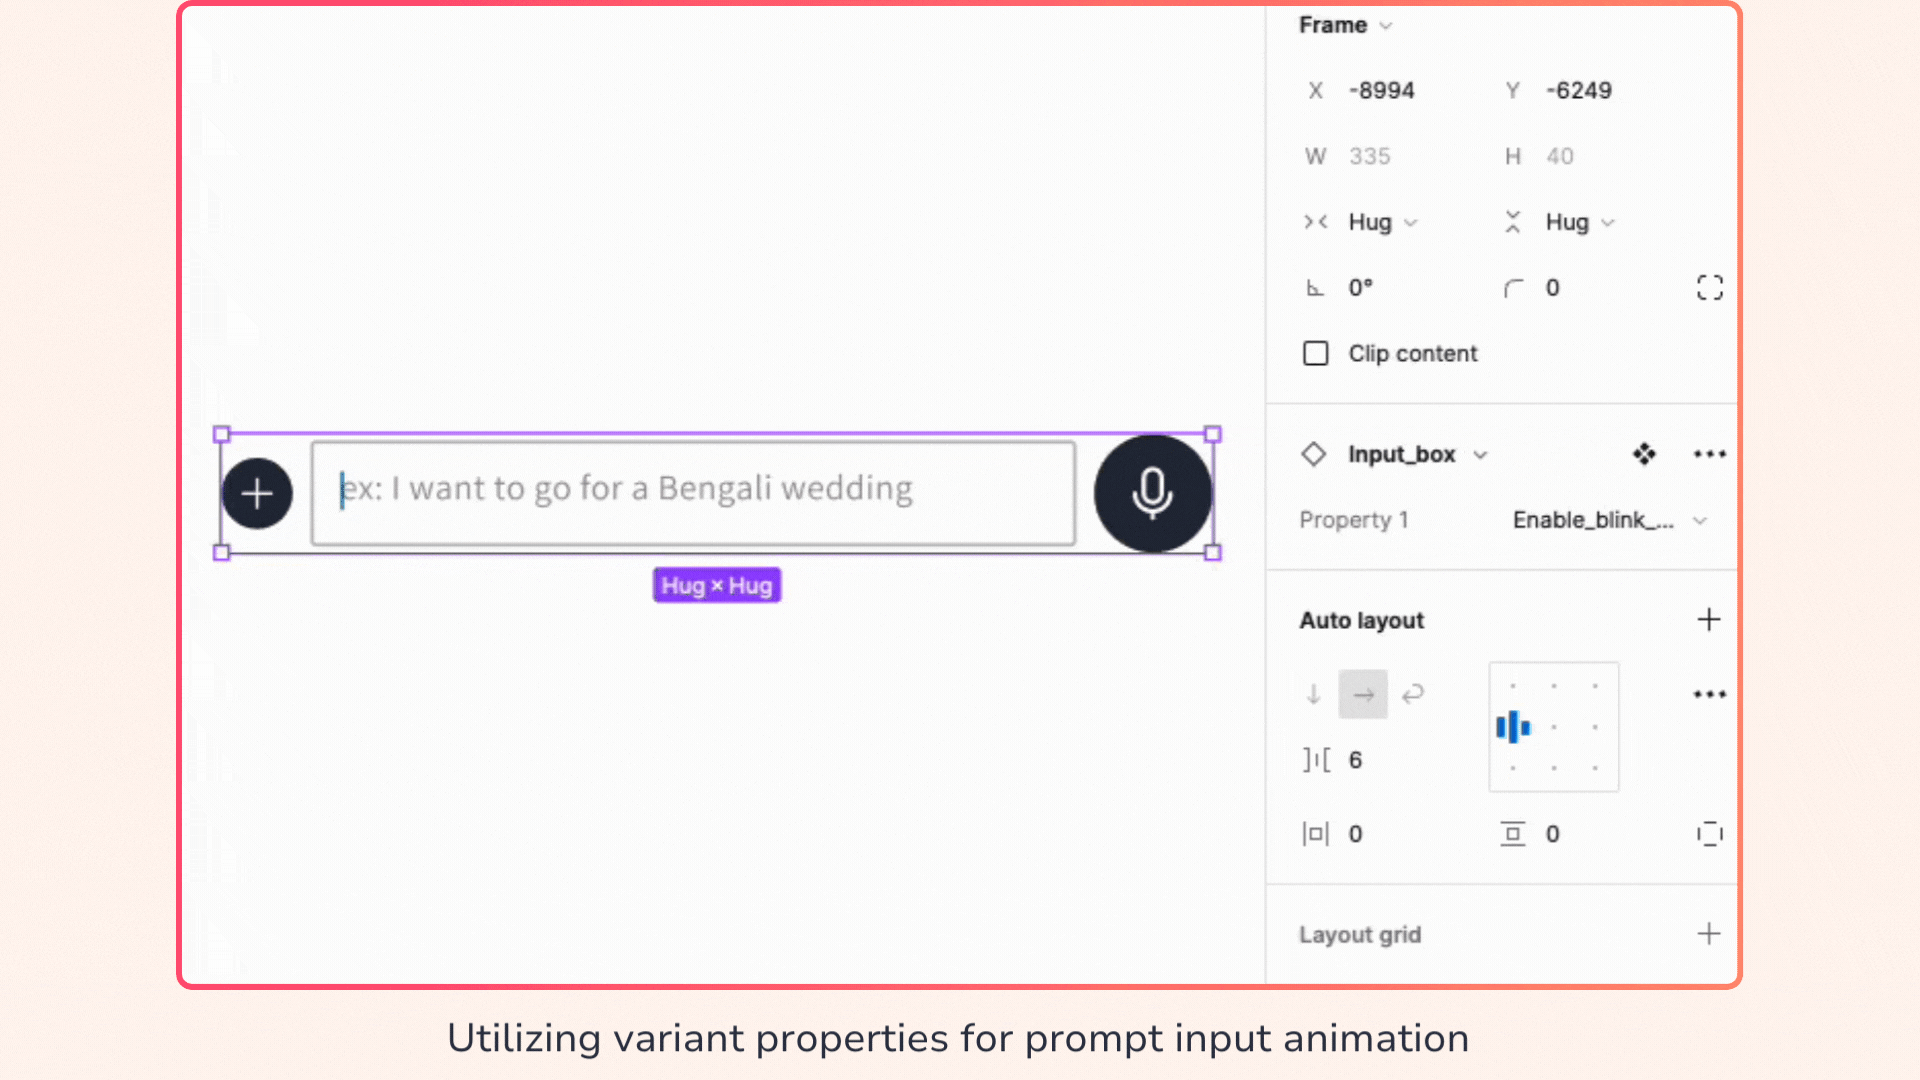 Frame
X -8994 Y -6249
W 335 H 40
Hug Hug
0° 0
Clip content
ex: I want to go for a Bengali wedding
Hug × Hug
Input_box
Property 1 Enable_blink_...
Auto layout
6
0 0
Layout grid
Utilizing variant properties for prompt input animation